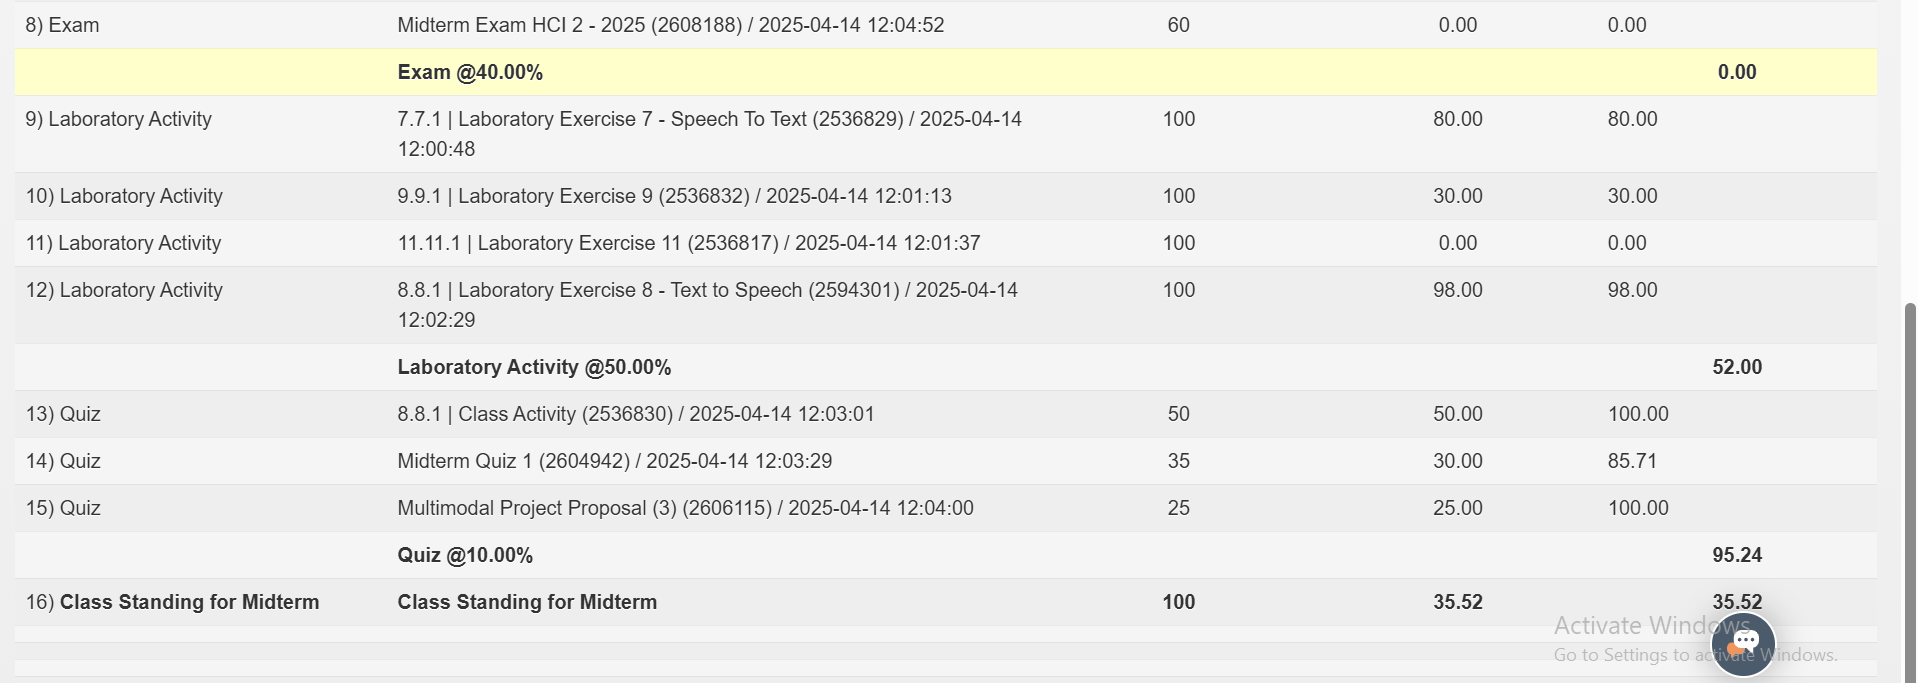 8) Exam Midterm Exam HCI 2 - 2025 (2608188) / 2025-04-14 12:04:52 60 0.00 0.00
Exam @40.00% 0.00
9) Laboratory Activity 7.7.1 | Laboratory Exercise 7 - Speech To Text (2536829) / 2025-04-14 100 80.00 80.00
12:00:48
10) Laboratory Activity 9.9.1 | Laboratory Exercise 9 (2536832) / 2025-04-14 12:01:13 100 30.00 30.00
11) Laboratory Activity 11.11.1 | Laboratory Exercise 11 (2536817) / 2025-04-14 12:01:37 100 0.00 0.00
12) Laboratory Activity 8.8.1 | Laboratory Exercise 8 - Text to Speech (2594301) / 2025-04-14 100 98.00 98.00
12:02:29
Laboratory Activity @50.00% 52.00
13) Quiz 8.8.1 | Class Activity (2536830) / 2025-04-14 12:03:01 50 50.00 100.00
14) Quiz Midterm Quiz 1 (2604942) / 2025-04-14 12:03:29 35 30.00 85.71
15) Quiz Multimodal Project Proposal (3) (2606115) / 2025-04-14 12:04:00 25 25.00 100.00
Quiz @10.00% 95.24
16) Class Standing for Midterm Class Standing for Midterm 100 35.52 35.52
Activate Windows
Go to Settings to activate Windows.